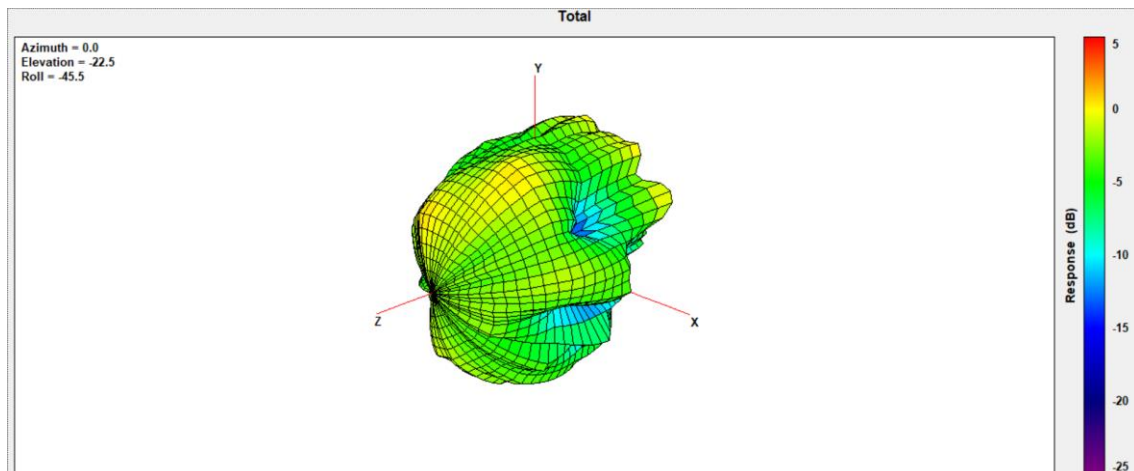 Total
Azimuth = 0.0
Elevation = -22.5
Roll = -45.5
Y
Z
X
5
0
-5
-10
-15
-20
-25
Response (dB)